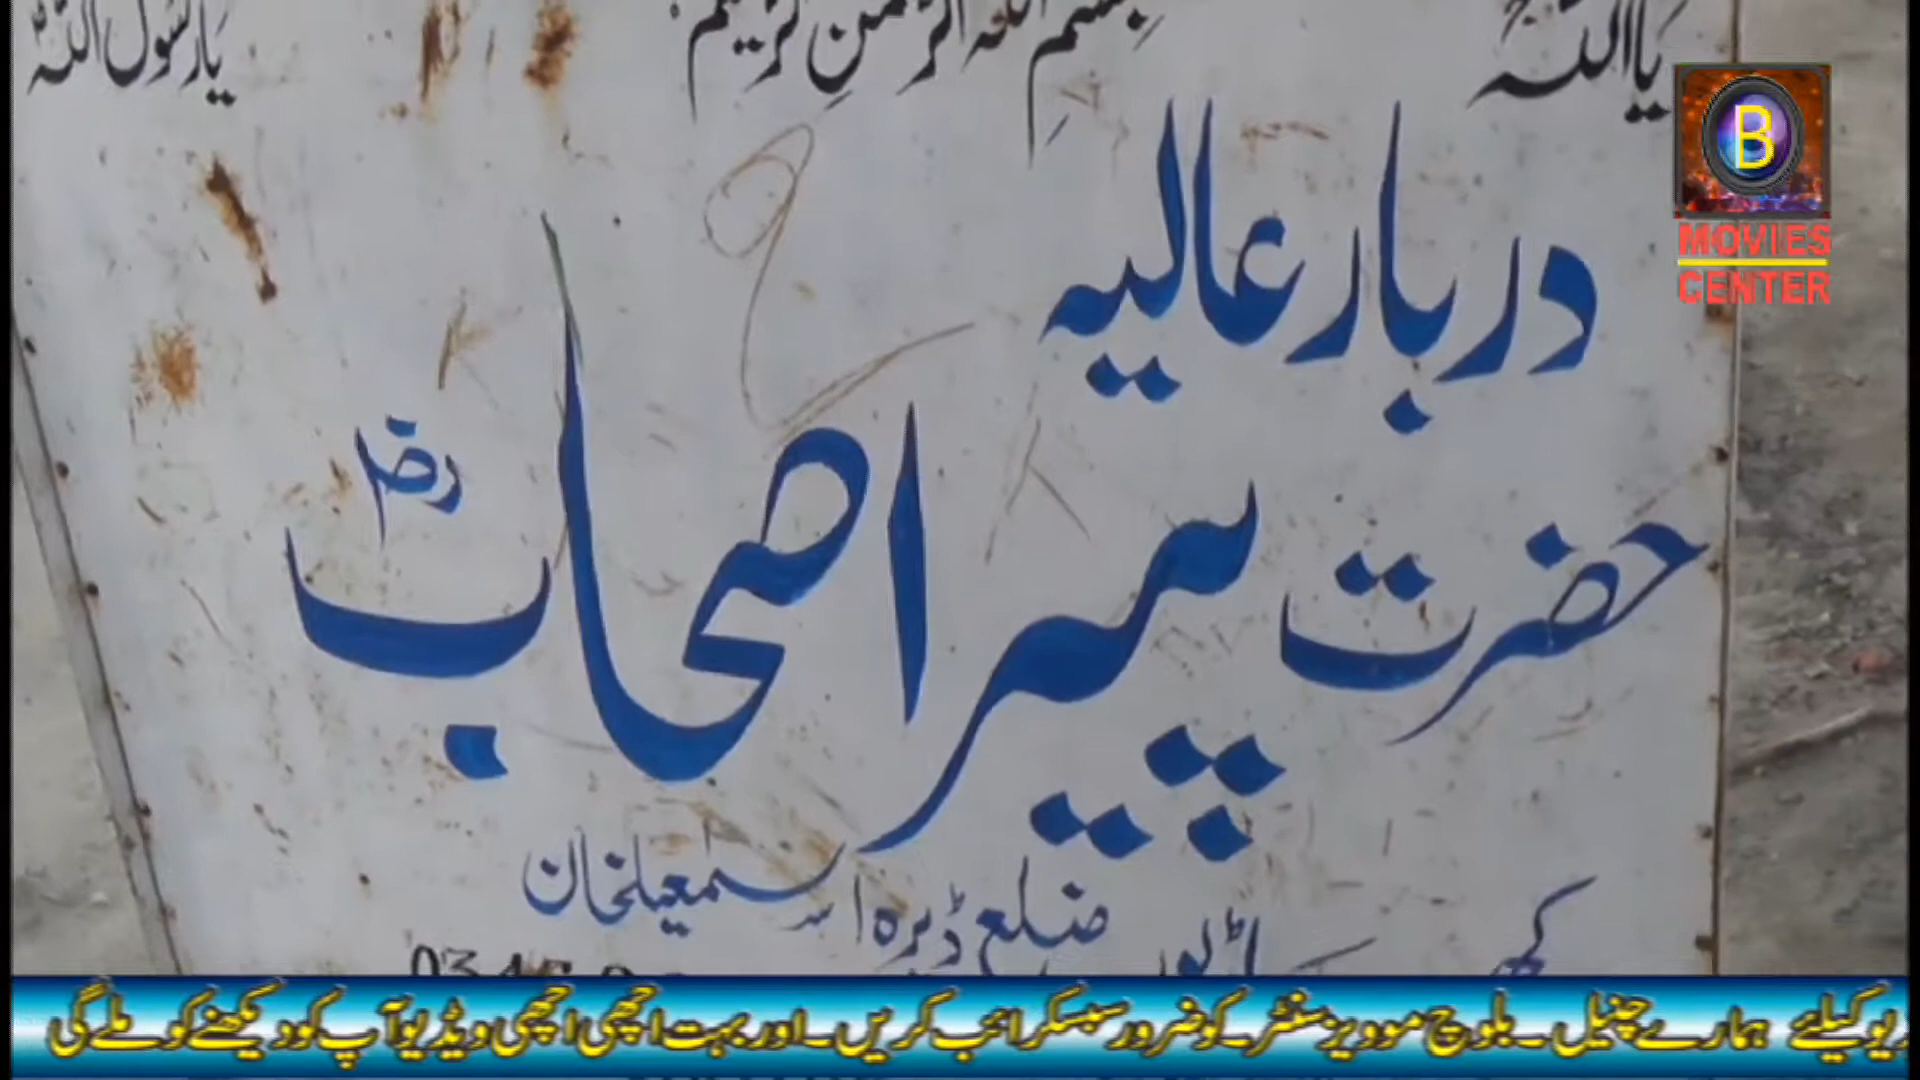 یا اللہ
بسم اللہ الرحمٰن الرحیم
یا رسول اللہ
B
MOVIES
CENTER
دربار عالیہ
حضرت پیر اصحاب رض
ضلع ڈیرہ اسمعیلخان
ہمارے چینل ۔ بلوچ موویز سنٹر ۔ کو ضرور سبسکرائب کریں ۔ اور بہت اچھی اچھی ویڈیو آپ کو دیکھنے کو ملے گی